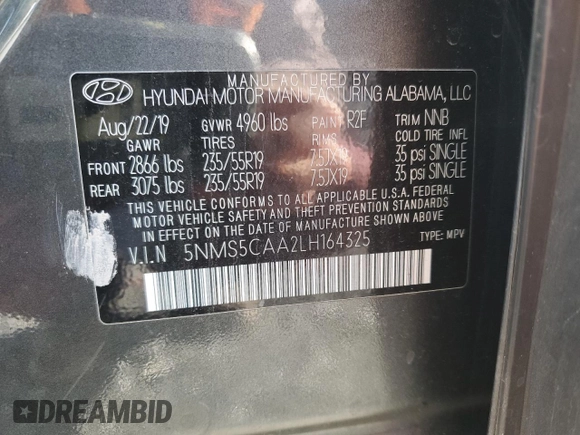 MANUFACTURED BY
HYUNDAI MOTOR MANUFACTURING ALABAMA, LLC
Aug/22/19 GVWR 4960 lbs PAINT R2F TRIM NNB
GAWR TIRES RIMS COLD TIRE INFL
FRONT 2866 lbs 235/55R19 7.5JX19 35 psi SINGLE
REAR 3075 lbs 235/55R19 7.5JX19 35 psi SINGLE
THIS VEHICLE CONFORMS TO ALL APPLICABLE U.S.A. FEDERAL
MOTOR VEHICLE SAFETY AND THEFT PREVENTION STANDARDS
IN EFFECT ON THE DATE OF MANUFACTURE SHOWN ABOVE
V.I.N 5NMS5CAA2LH164325 TYPE: MPV
DREAMBID